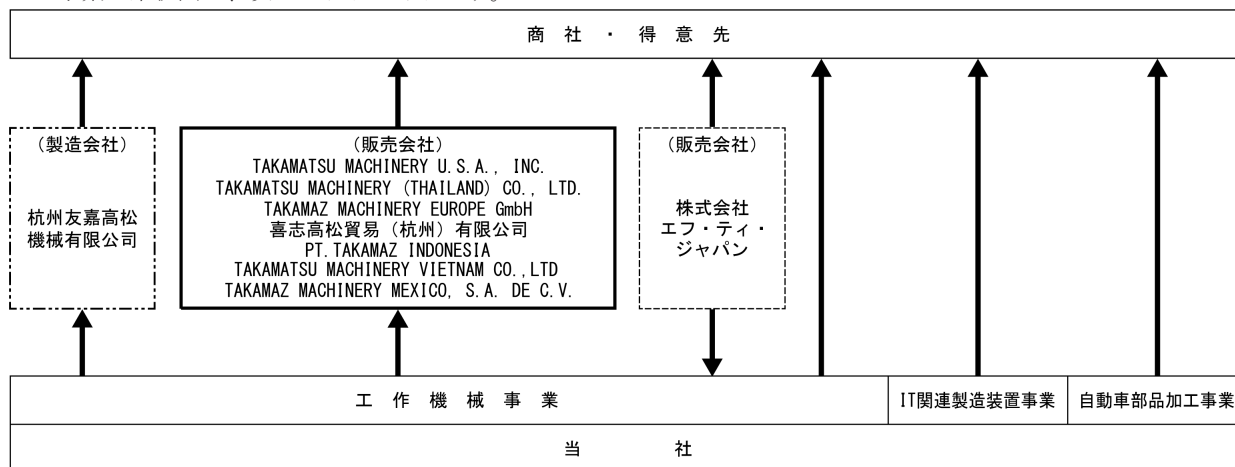 商社・得意先
(製造会社)
杭州友嘉高松
機械有限公司
(販売会社)
TAKAMATSU MACHINERY U.S.A., INC.
TAKAMATSU MACHINERY (THAILAND) CO., LTD.
TAKAMAZ MACHINERY EUROPE GmbH
喜志高松貿易(杭州)有限公司
PT.TAKAMAZ INDONESIA
TAKAMATSU MACHINERY VIETNAM CO.,LTD
TAKAMAZ MACHINERY MEXICO, S.A. DE C.V.
(販売会社)
株式会社
エフ・ティ・
ジャパン
工作機械事業
IT関連製造装置事業
自動車部品加工事業
当社